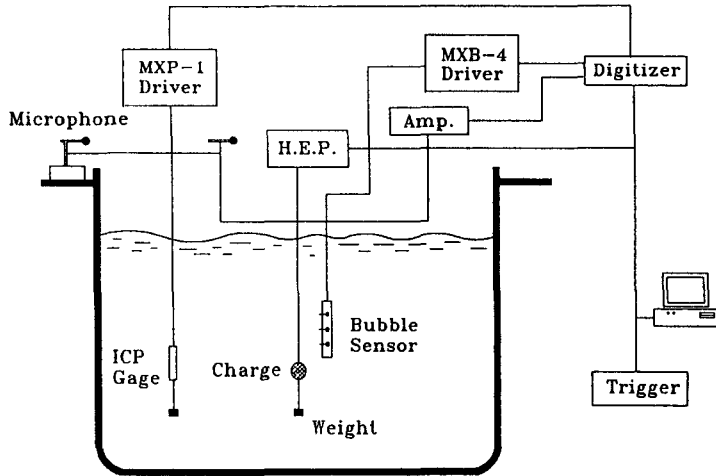 MXP-1
Driver
MXB-4
Driver
Digitizer
Microphone
Amp.
H.E.P.
ICP
Gage
Charge
Bubble
Sensor
Weight
Trigger